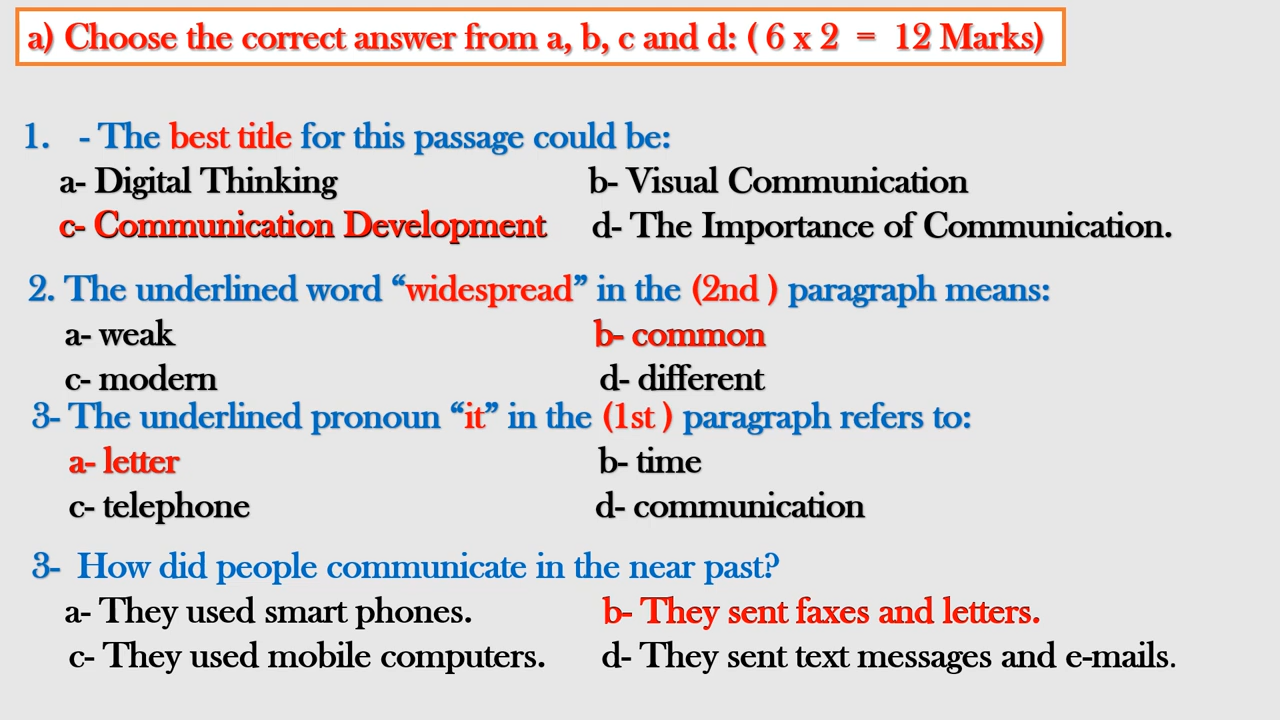 a) Choose the correct answer from a, b, c and d: ( 6 x 2 = 12 Marks)
1. - The best title for this passage could be:
a- Digital Thinking b- Visual Communication
c- Communication Development d- The Importance of Communication.
2. The underlined word “widespread” in the (2nd ) paragraph means:
a- weak b- common
c- modern d- different
3- The underlined pronoun “it” in the (1st ) paragraph refers to:
a- letter b- time
c- telephone d- communication
3- How did people communicate in the near past?
a- They used smart phones. b- They sent faxes and letters.
c- They used mobile computers. d- They sent text messages and e-mails.